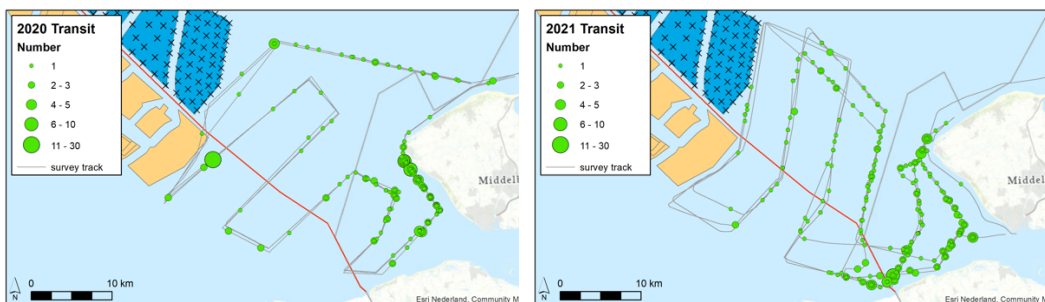 2020 Transit
Number
1
2 - 3
4 - 5
6 - 10
11 - 30
survey track
Middelb
0 10 km
N
Esri Nederland, Community M
2021 Transit
Number
1
2 - 3
4 - 5
6 - 10
11 - 30
survey track
Middelb
0 10 km
N
Esri Nederland, Community M